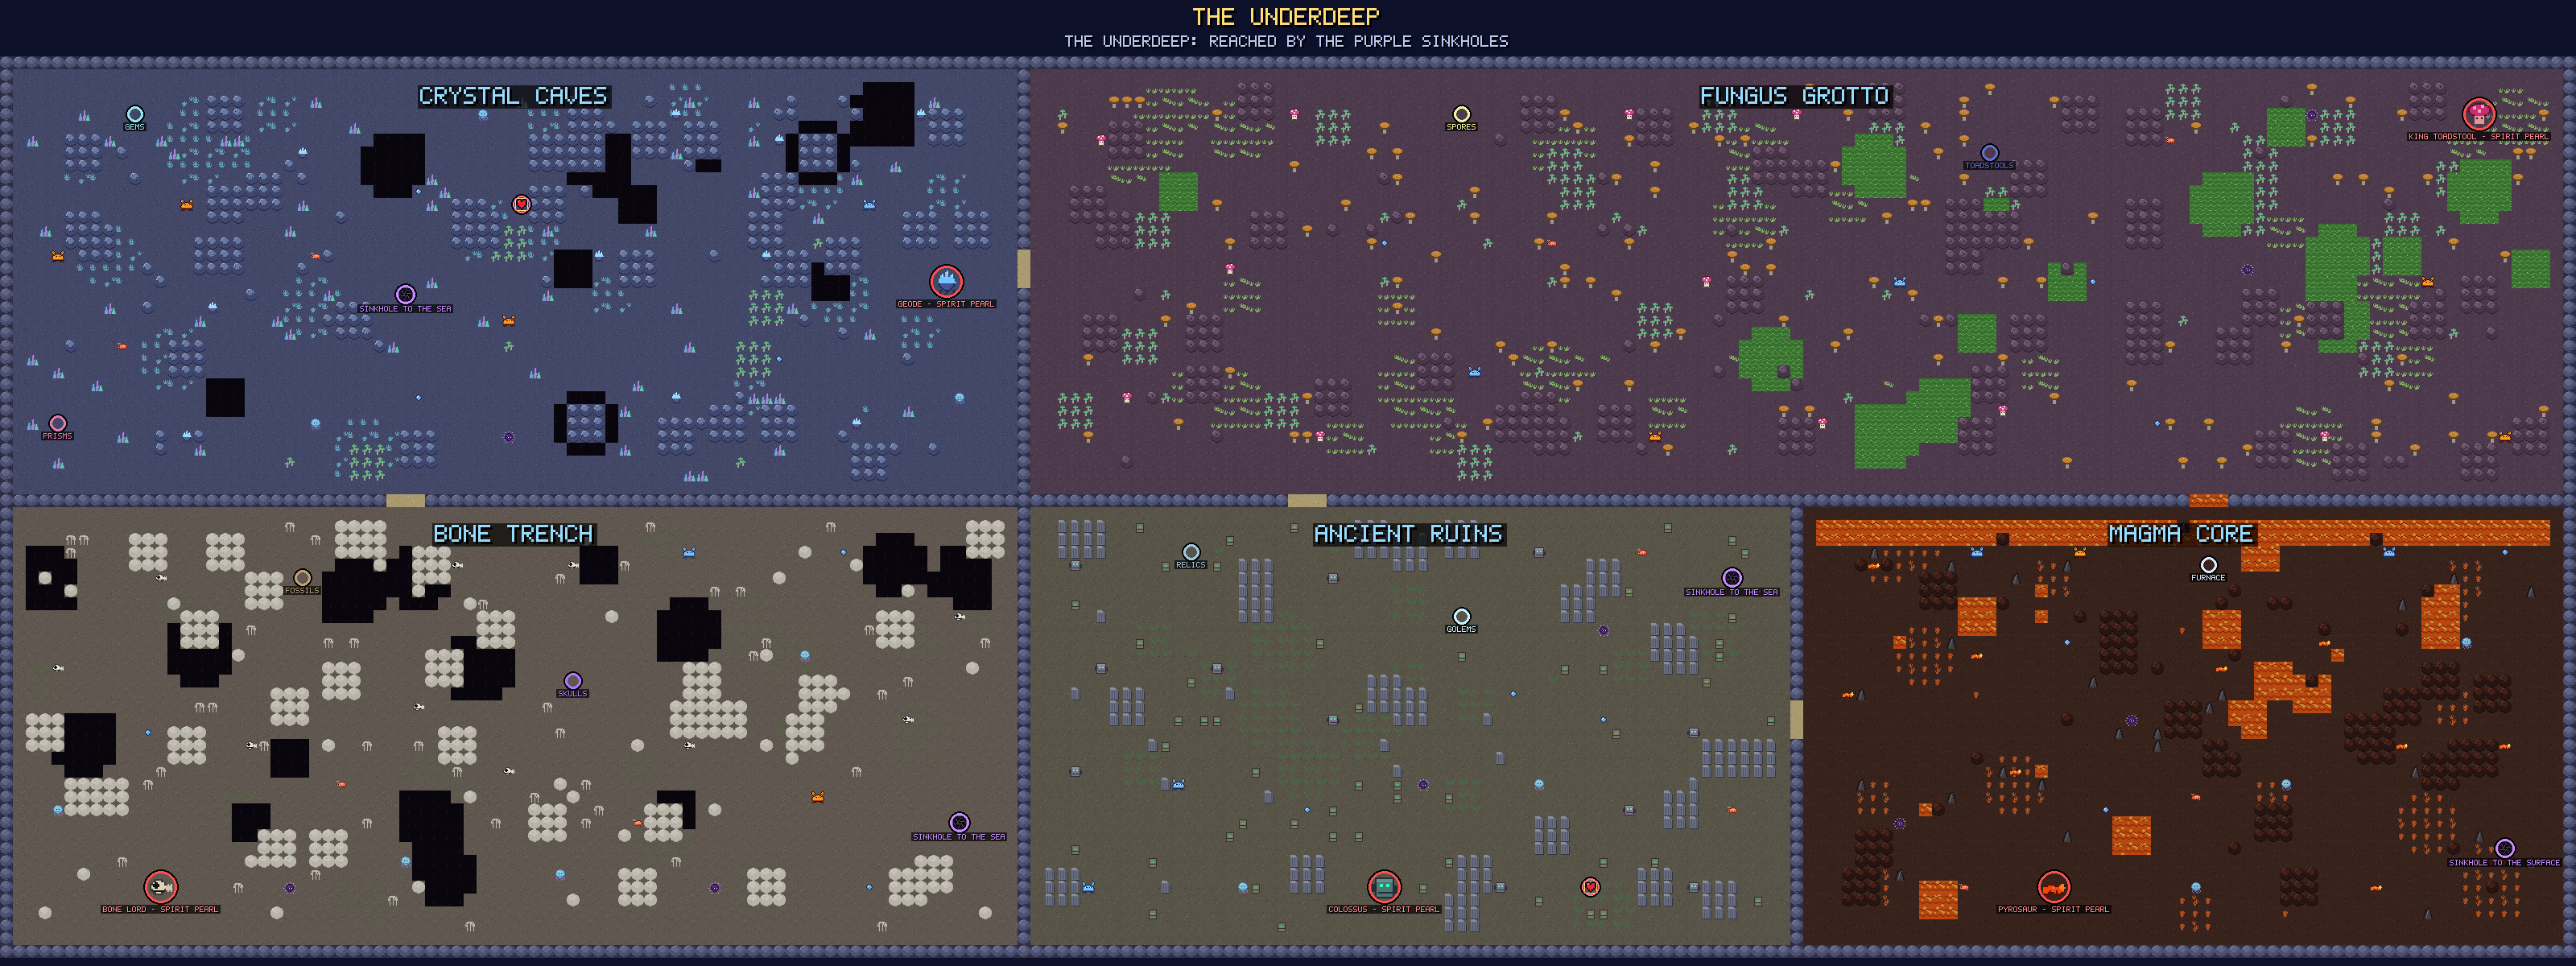 THE UNDERDEEP
THE UNDERDEEP: REACHED BY THE PURPLE SINKHOLES
CRYSTAL CAVES
GEMS
SINKHOLE TO THE SEA
GEODE - SPIRIT PEARL
PRISMS
FUNGUS GROTTO
SPORES
TOADSTOOLS
KING TOADSTOOL - SPIRIT PEARL
BONE TRENCH
FOSSILS
SKULLS
SINKHOLE TO THE SEA
BONE LORD - SPIRIT PEARL
ANCIENT RUINS
RELICS
SINKHOLE TO THE SEA
GOLEMS
COLOSSUS - SPIRIT PEARL
MAGMA CORE
FURNACE
SINKHOLE TO THE SURFACE
PYROSAUR - SPIRIT PEARL